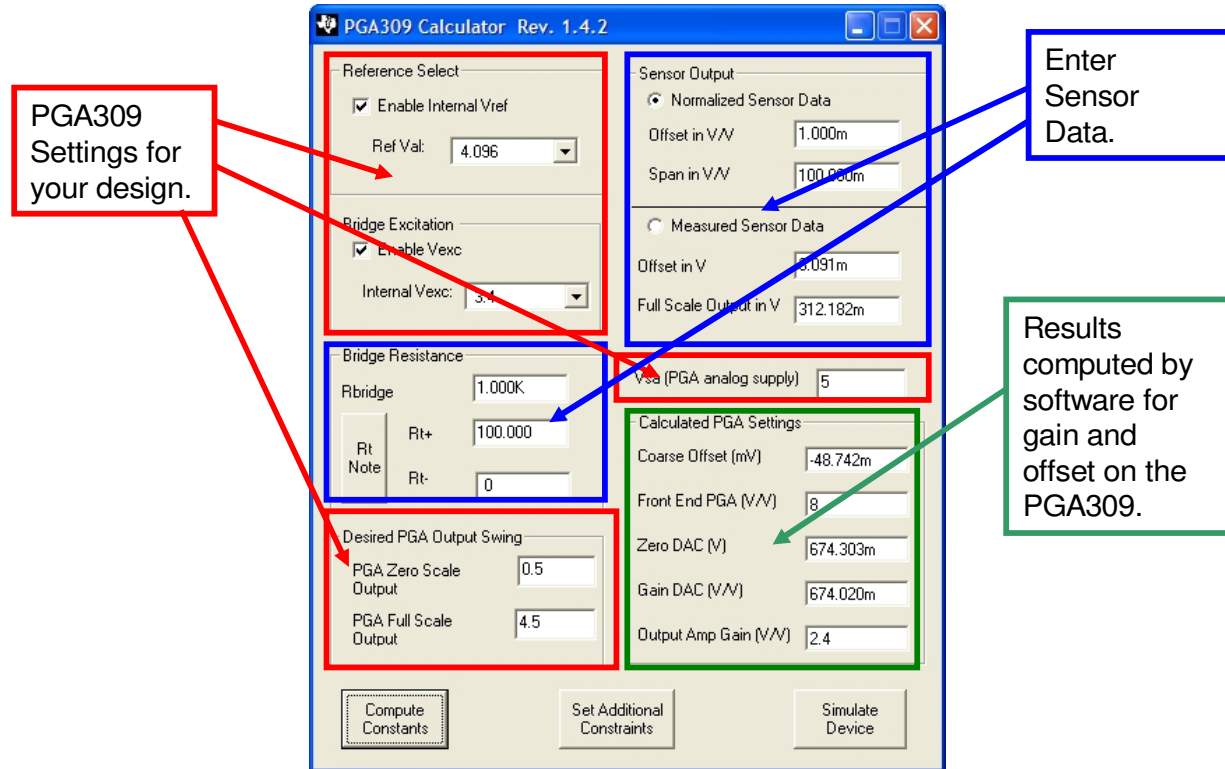 PGA309 Calculator Rev. 1.4.2
PGA309
Settings for
your design.
Reference Select
Enable Internal Vref
Ref Val: 4.096
Bridge Excitation
Enable Vexc
Internal Vexc: 3.4
Bridge Resistance
Rbridge 1.000K
Rt
Note
Rt+ 100.000
Rt- 0
Desired PGA Output Swing
PGA Zero Scale
Output
0.5
PGA Full Scale
Output
4.5
Sensor Output
Normalized Sensor Data
Offset in V/V 1.000m
Span in V/V 100.000m
Measured Sensor Data
Offset in V 3.091m
Full Scale Output in V 312.182m
Vsa (PGA analog supply) 5
Calculated PGA Settings
Coarse Offset (mV) -48.742m
Front End PGA (V/V) 8
Zero DAC (V) 674.303m
Gain DAC (V/V) 674.020m
Output Amp Gain (V/V) 2.4
Enter
Sensor
Data.
Results
computed by
software for
gain and
offset on the
PGA309.
Compute
Constants
Set Additional
Constraints
Simulate
Device